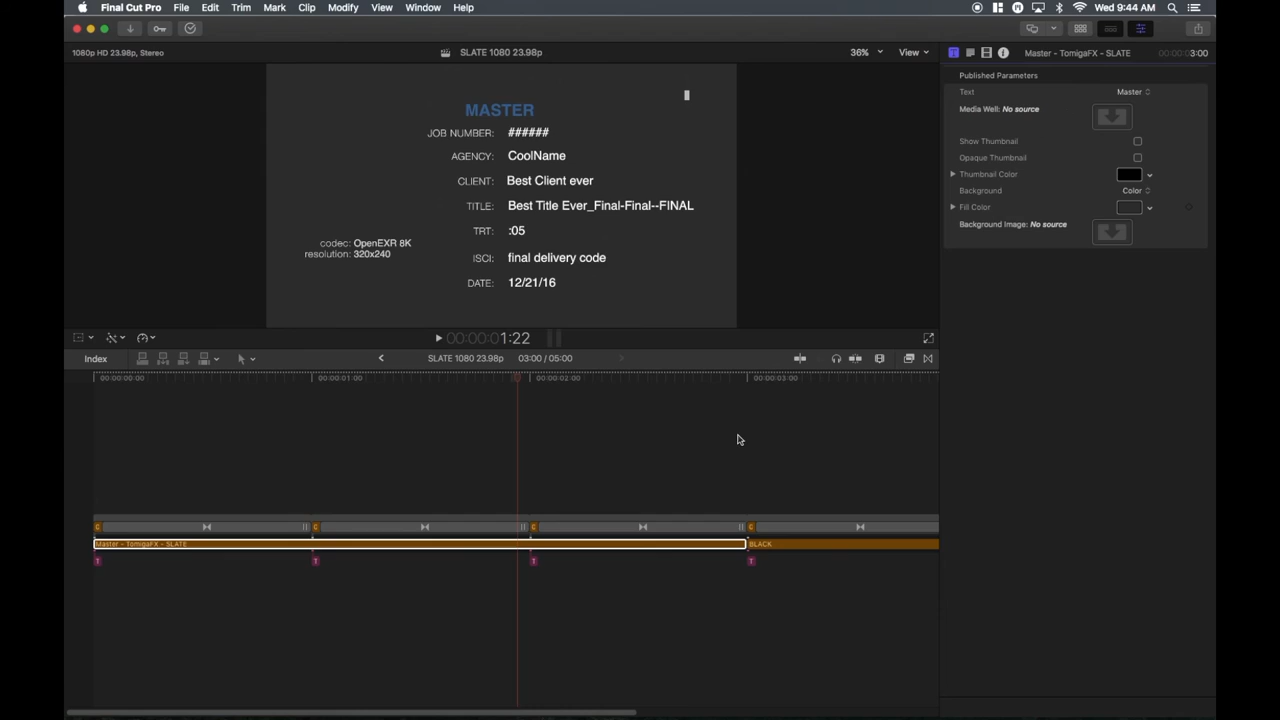 Final Cut Pro File Edit Trim Mark Clip Modify View Window Help Wed 9:44 AM
1080p HD 23.98p, Stereo SLATE 1080 23.98p 36% View Master - TomigaFX - SLATE 00:00:03:00
Published Parameters
Text Master
Media Well: No source
Show Thumbnail
Opaque Thumbnail
Thumbnail Color
Background Color
Fill Color
Background Image: No source
MASTER
JOB NUMBER: ######
AGENCY: CoolName
CLIENT: Best Client ever
TITLE: Best Title Ever_Final-Final--FINAL
TRT: :05
codec: OpenEXR 8K
resolution: 320x240
ISCI: final delivery code
DATE: 12/21/16
00:00:01:22
Index SLATE 1080 23.98p 03:00 / 05:00
00:00:00:00 00:00:01:00 00:00:02:00 00:00:03:00
C C C C
Master - TomigaFX - SLATE BLACK
T T T T